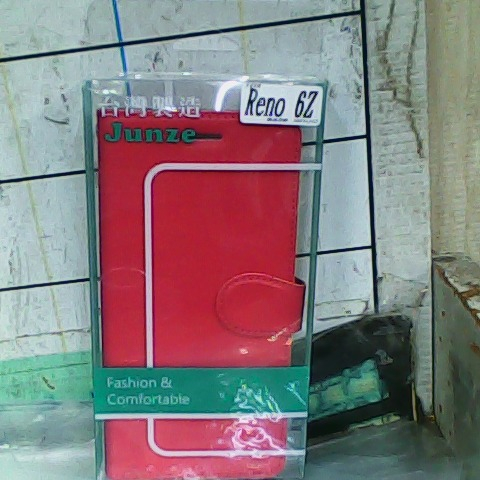 台灣製造
Junze
Reno 6Z
Fashion &
Comfortable